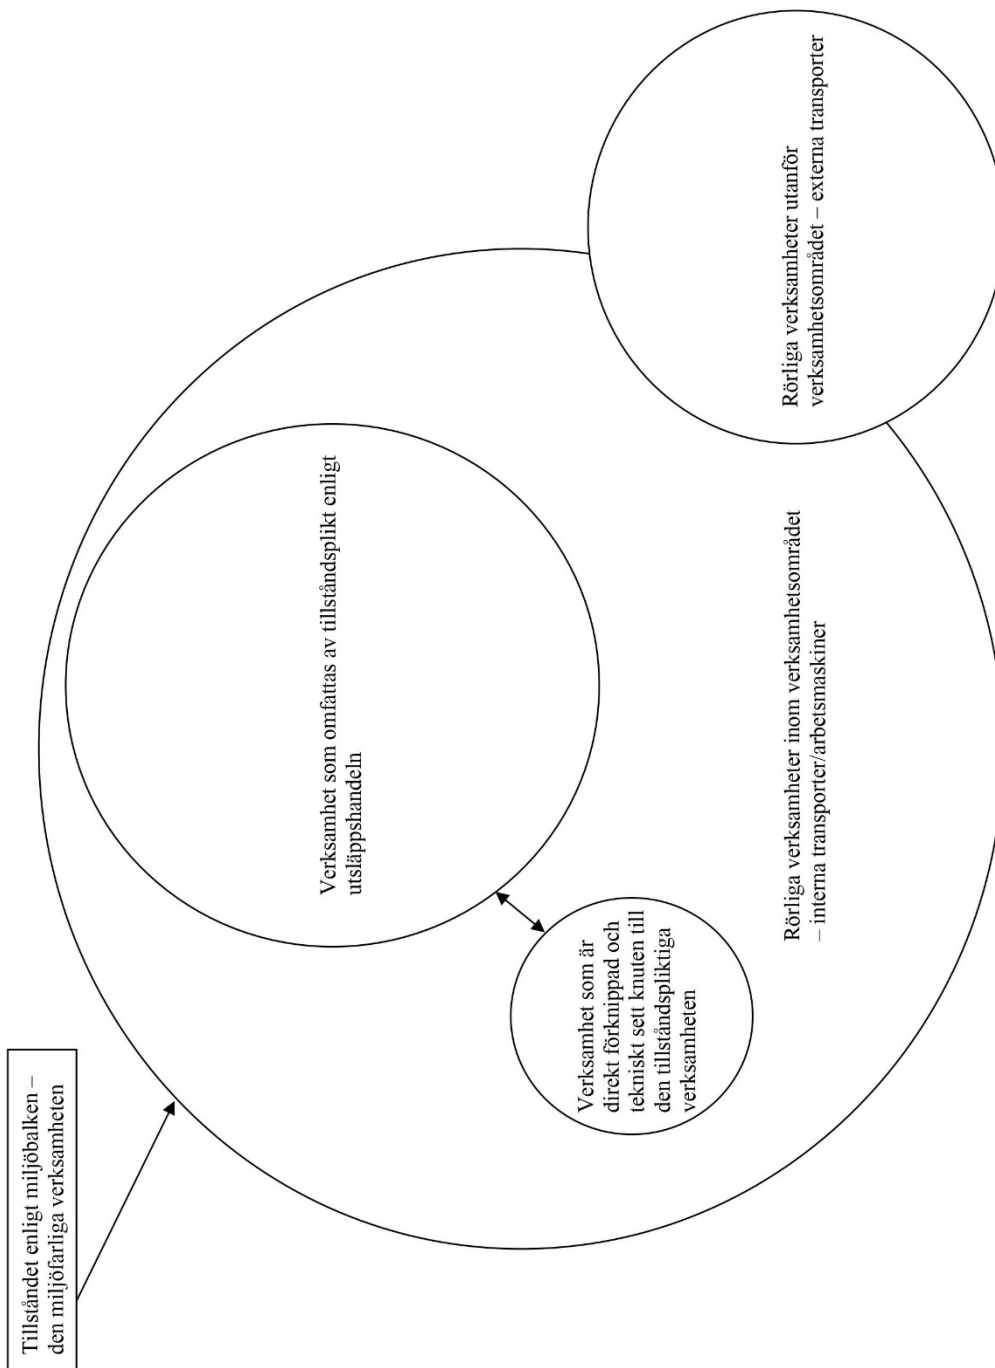 Tillståndet enligt miljöbalken –
den miljöfarliga verksamheten
Verksamhet som omfattas av tillståndsplikt enligt
utsläppshandeln
Verksamhet som är
direkt förknippad och
tekniskt sett knuten till
den tillståndspliktiga
verksamheten
Rörliga verksamheter inom verksamhetsområdet
– interna transporter/arbetsmaskiner
Rörliga verksamheter utanför
verksamhetsområdet – externa transporter